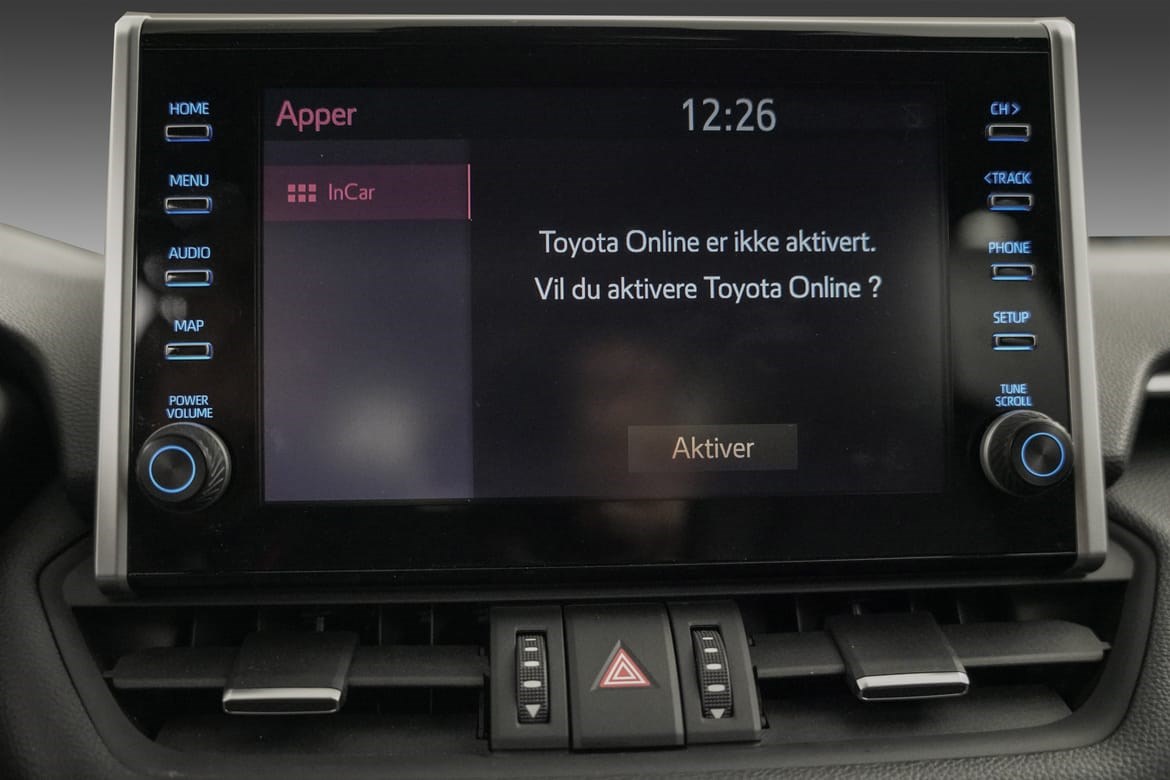 HOME
MENU
AUDIO
MAP
POWER
VOLUME
Apper
12:26
InCar
Toyota Online er ikke aktivert.
Vil du aktivere Toyota Online ?
Aktiver
CH >
<TRACK
PHONE
SETUP
TUNE
SCROLL